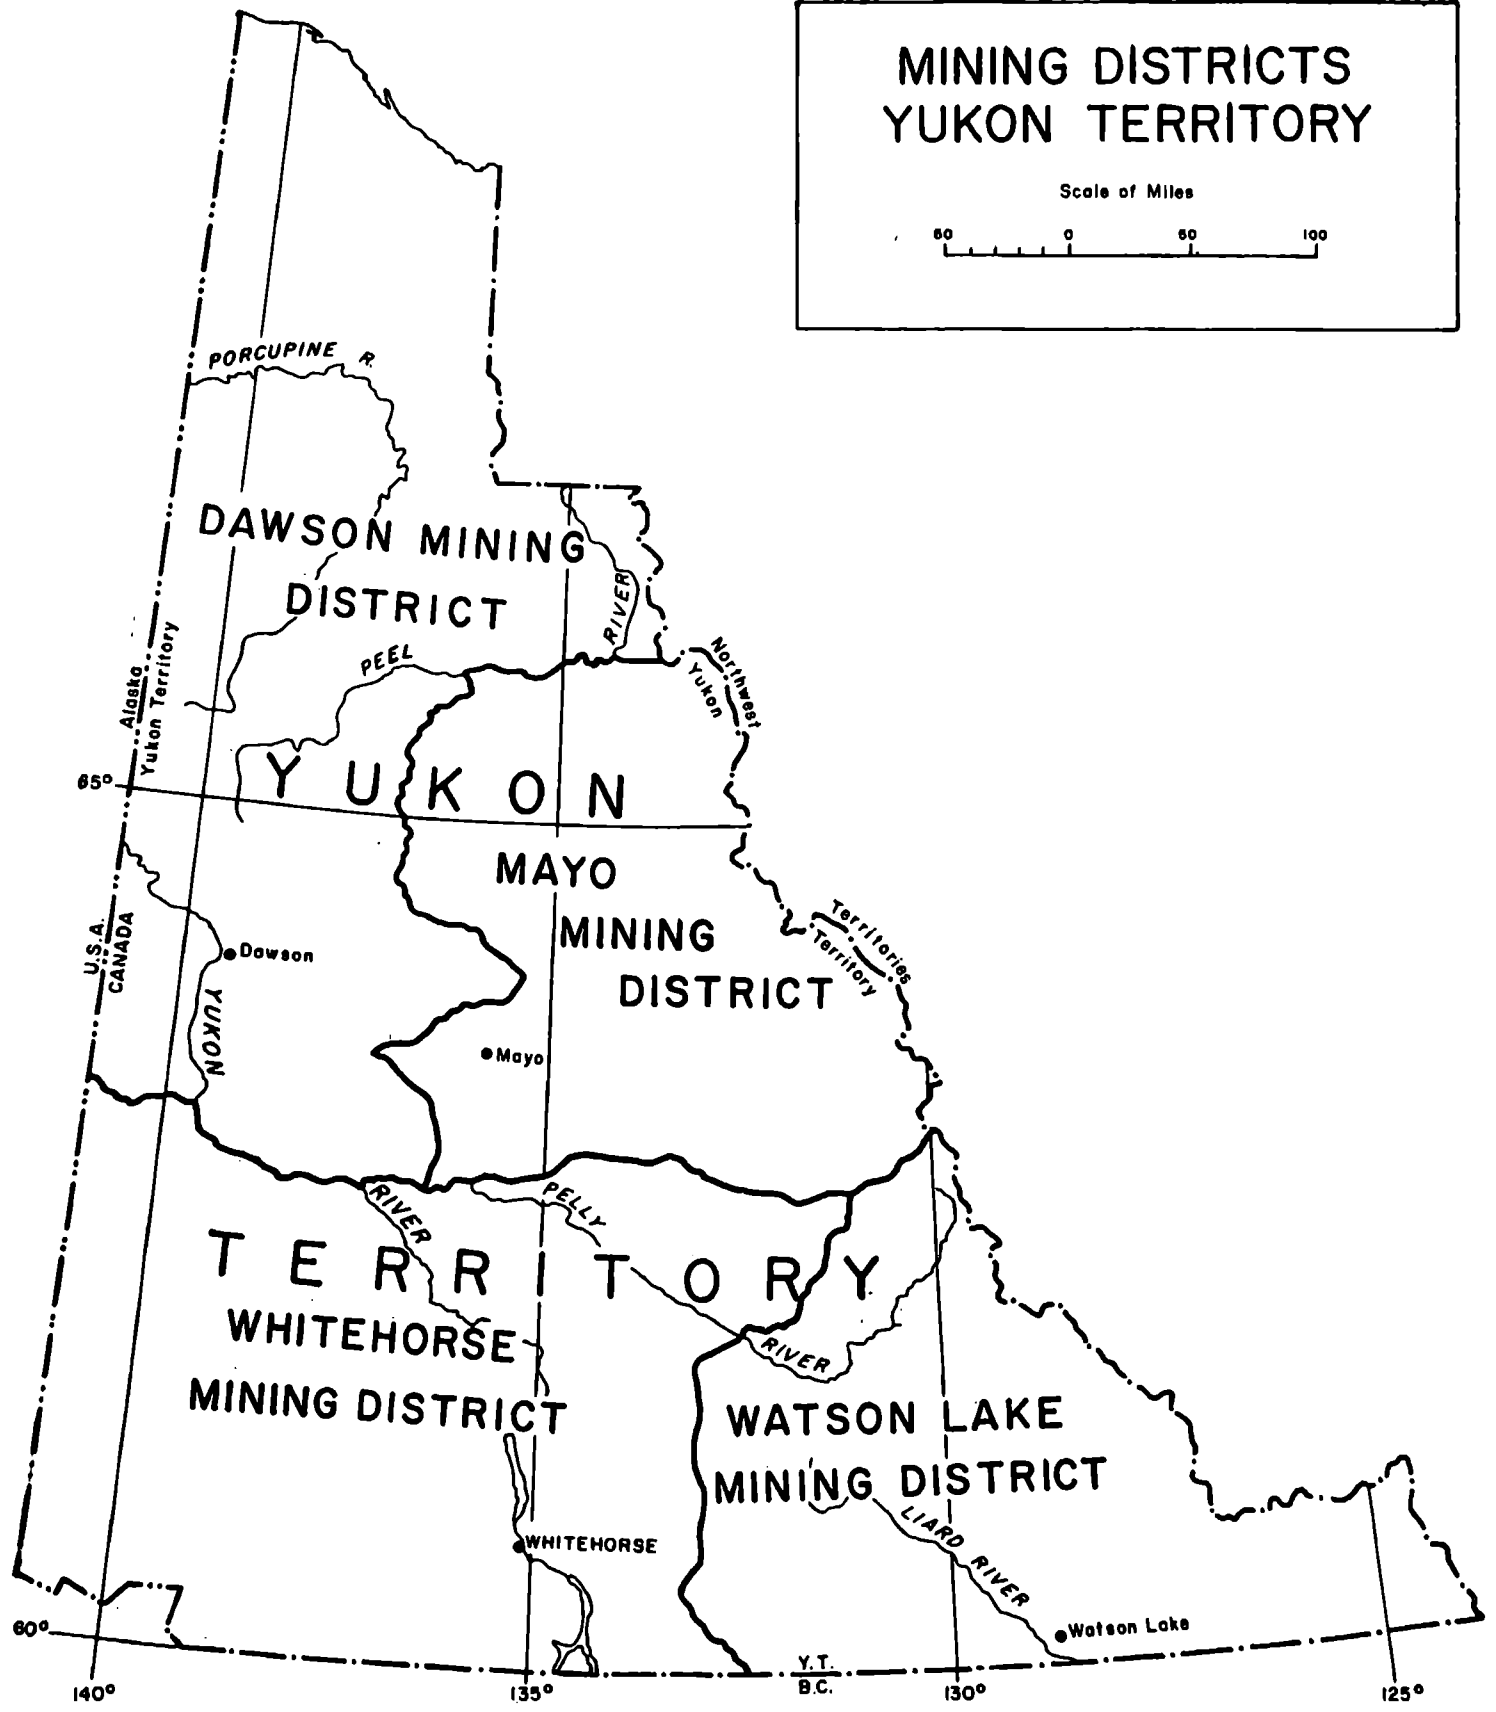 MINING DISTRICTS
YUKON TERRITORY
Scale of Miles
50 0 50 100
PORCUPINE R.
DAWSON MINING
DISTRICT
RIVER
PEEL
Alaska
Yukon Territory
Northwest
Yukon
65°
YUKON
MAYO
MINING
DISTRICT
Territories
Territory
U.S.A.
CANADA
Dawson
YUKON
Mayo
RIVER
PELLY
TERRITORY
WHITEHORSE
MINING DISTRICT
RIVER
WATSON LAKE
MINING DISTRICT
LIARD RIVER
WHITEHORSE
Watson Lake
60°
Y.T.
B.C.
140° 135° 130° 125°